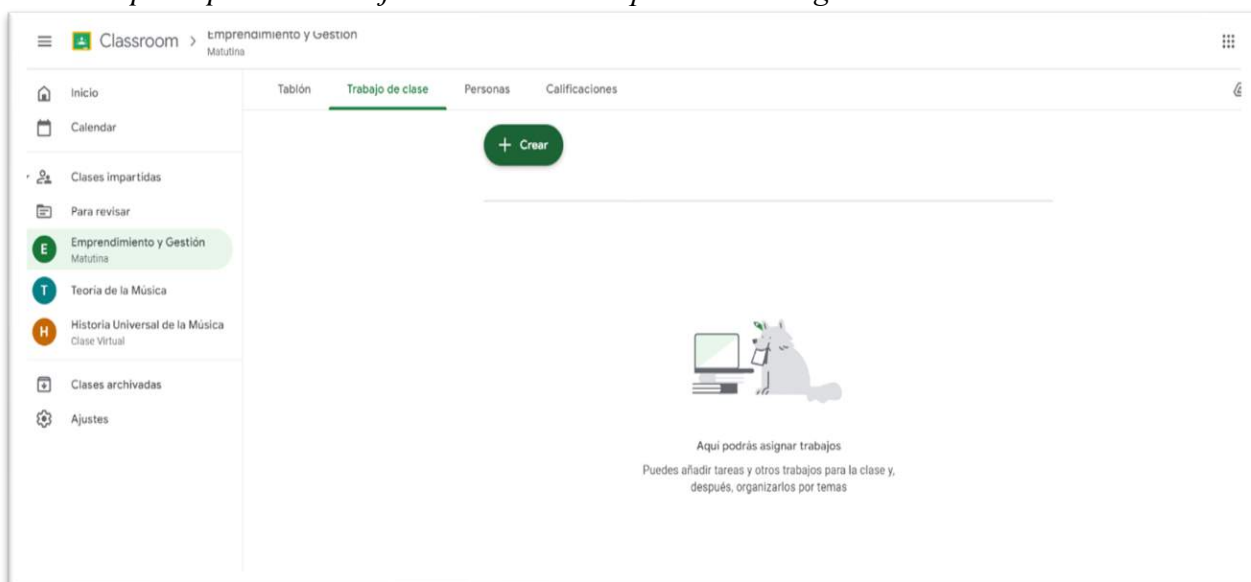 Classroom > Emprendimiento y Gestión
Matutina
Inicio
Calendar
Clases impartidas
Para revisar
E Emprendimiento y Gestión
Matutina
T Teoría de la Música
H Historia Universal de la Música
Clase Virtual
Clases archivadas
Ajustes
Tablón Trabajo de clase Personas Calificaciones
+ Crear
Aquí podrás asignar trabajos
Puedes añadir tareas y otros trabajos para la clase y,
después, organizarlos por temas